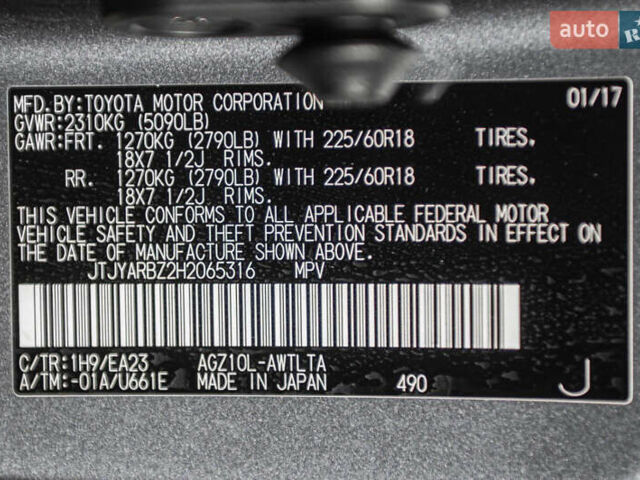 auto R
MFD.BY:TOYOTA MOTOR CORPORATION 01/17
GVWR:2310KG (5090LB)
GAWR:FRT. 1270KG (2790LB) WITH 225/60R18 TIRES.
18X7 1/2J RIMS.
RR. 1270KG (2790LB) WITH 225/60R18 TIRES.
18X7 1/2J RIMS.
THIS VEHICLE CONFORMS TO ALL APPLICABLE FEDERAL MOTOR
VEHICLE SAFETY AND THEFT PREVENTION STANDARDS IN EFFECT ON
THE DATE OF MANUFACTURE SHOWN ABOVE.
JTJYARBZ2H2065316 MPV
C/TR:1H9/EA23 AGZ10L-AWTLTA
A/TM:-01A/U661E MADE IN JAPAN 490 J